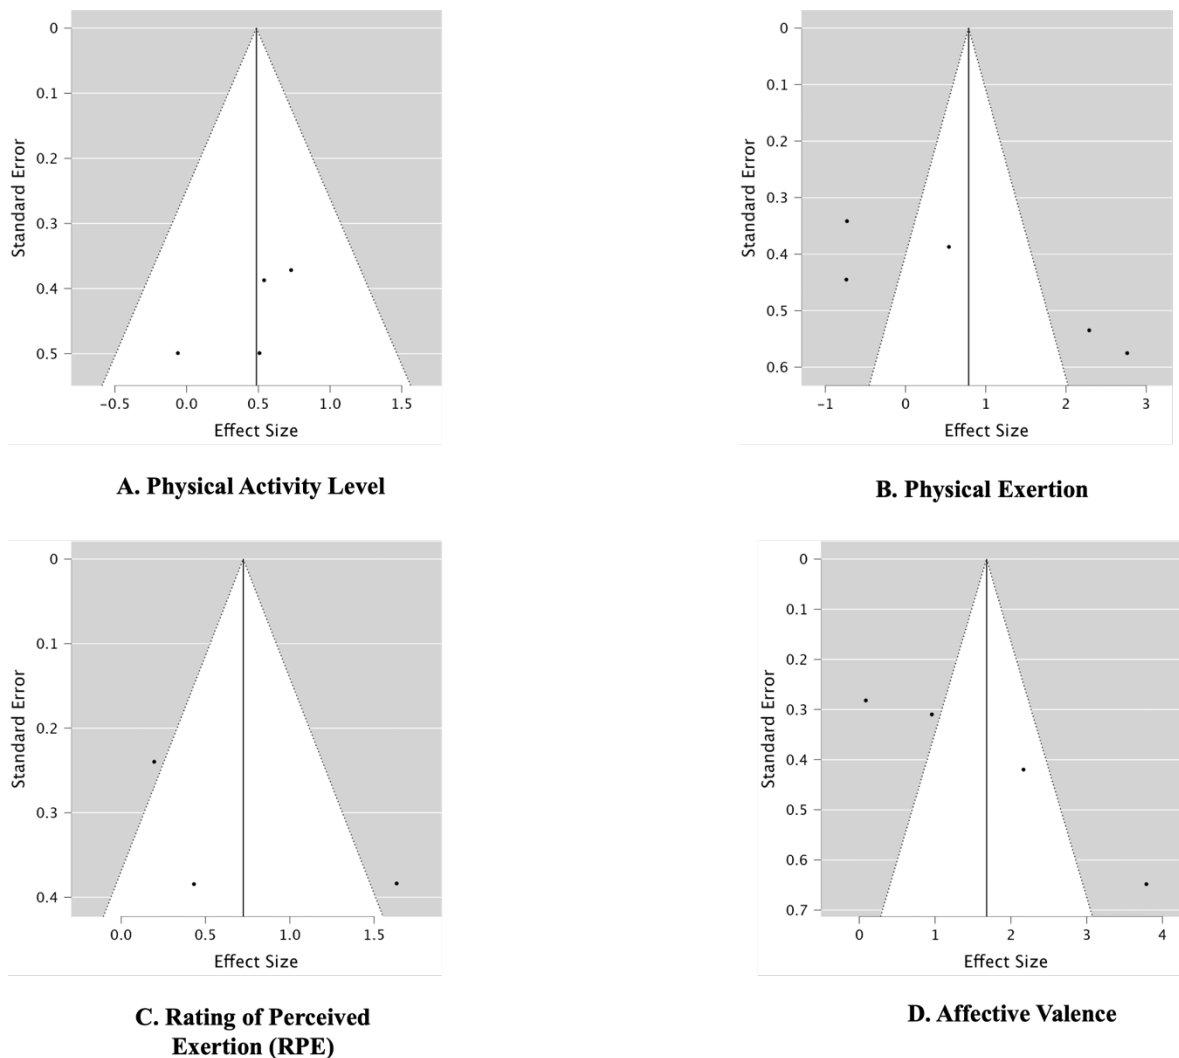 0
0.1
0.2
0.3
0.4
0.5
Standard Error
−0.5 0.0 0.5 1.0 1.5
Effect Size
A. Physical Activity Level
0
0.1
0.2
0.3
0.4
0.5
0.6
Standard Error
−1 0 1 2 3
Effect Size
B. Physical Exertion
0
0.1
0.2
0.3
0.4
Standard Error
0.0 0.5 1.0 1.5
Effect Size
C. Rating of Perceived
Exertion (RPE)
0
0.1
0.2
0.3
0.4
0.5
0.6
0.7
Standard Error
0 1 2 3 4
Effect Size
D. Affective Valence